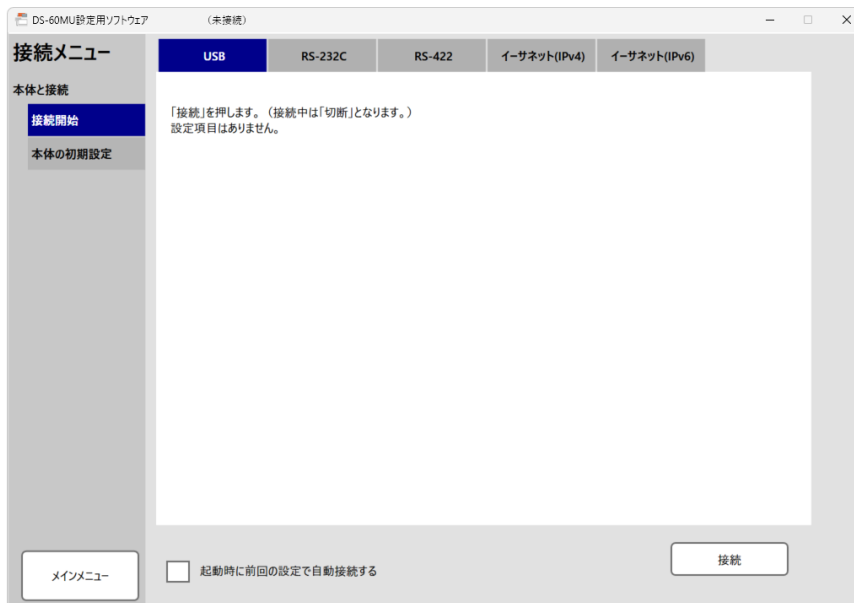 DS-60MU設定用ソフトウェア （未接続）
接続メニュー
USB RS-232C RS-422 イーサネット(IPv4) イーサネット(IPv6)
本体と接続
接続開始
本体の初期設定
「接続」を押します。（接続中は「切断」となります。）
設定項目はありません。
メインメニュー
起動時に前回の設定で自動接続する
接続